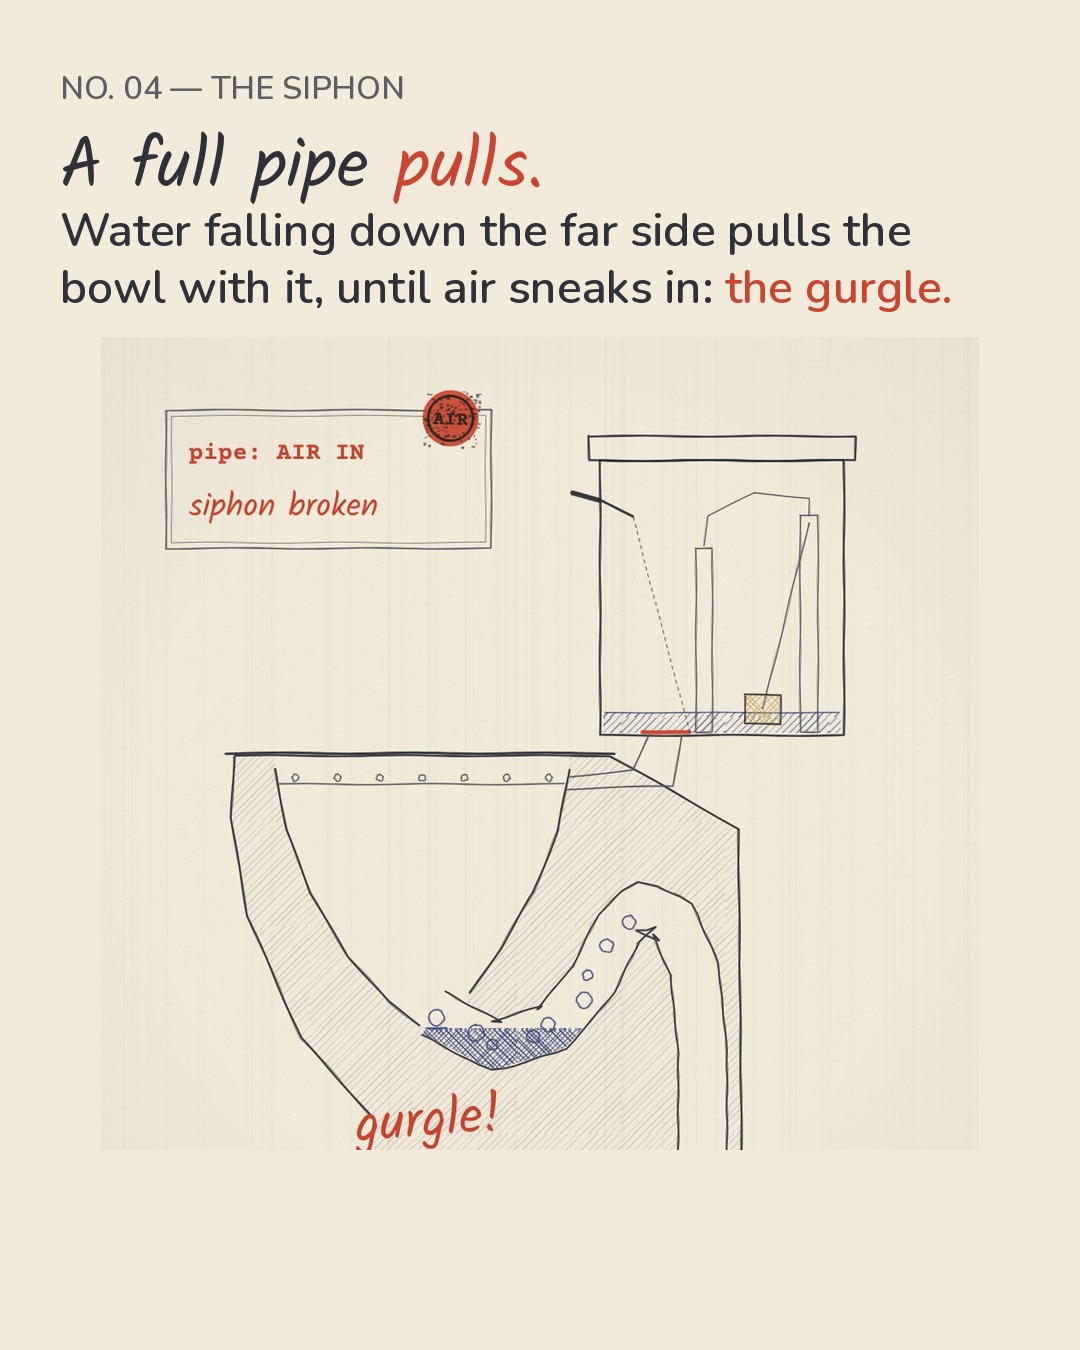 NO. 04 — THE SIPHON
A full pipe pulls.
Water falling down the far side pulls the
bowl with it, until air sneaks in: the gurgle.
AIR
pipe: AIR IN
siphon broken
gurgle!